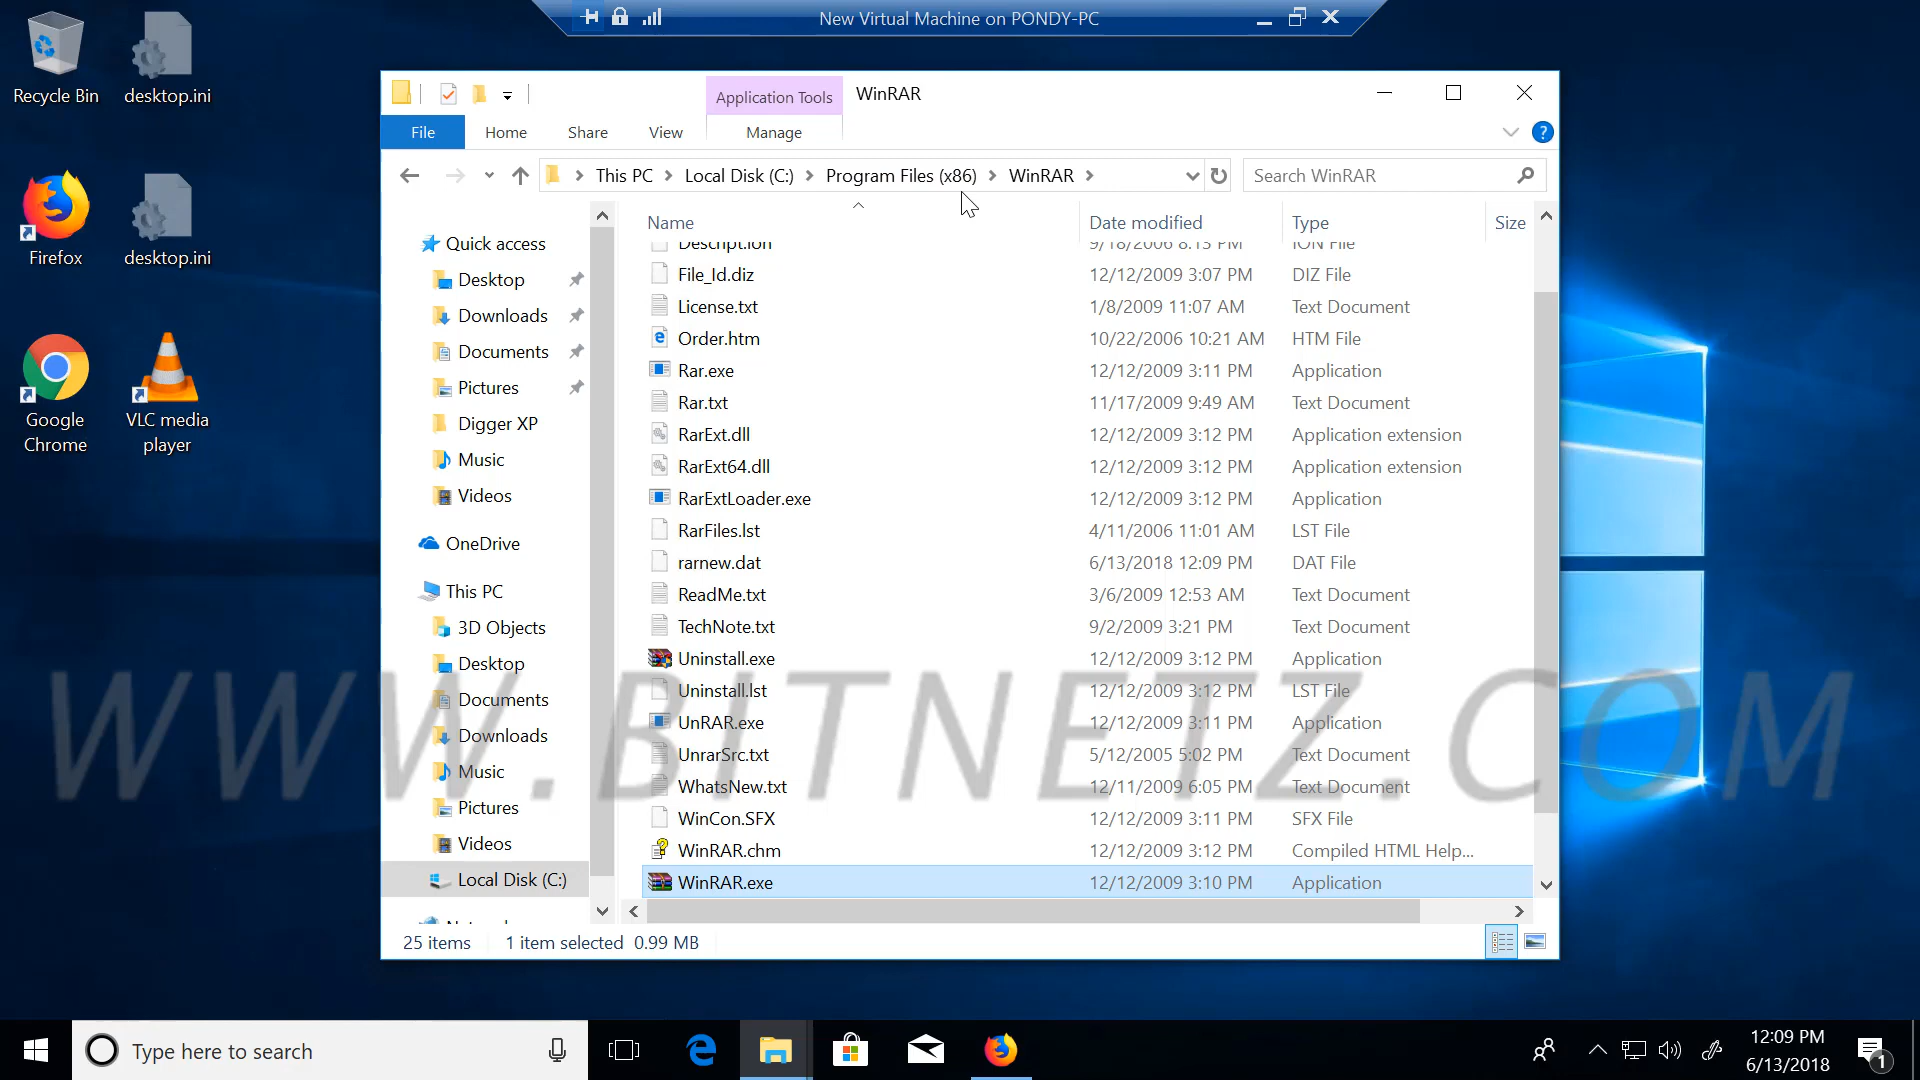 New Virtual Machine on PONDY-PC
Recycle Bin
desktop.ini
Firefox
desktop.ini
Google Chrome
VLC media player
Application Tools
WinRAR
File
Home
Share
View
Manage
This PC
Local Disk (C:)
Program Files (x86)
WinRAR
Search WinRAR
Quick access
Desktop
Downloads
Documents
Pictures
Digger XP
Music
Videos
OneDrive
This PC
3D Objects
Desktop
Documents
Downloads
Music
Pictures
Videos
Local Disk (C:)
Name Date modified Type Size
Descript.ion 9/18/2006 8:13 PM ION File
File_Id.diz 12/12/2009 3:07 PM DIZ File
License.txt 1/8/2009 11:07 AM Text Document
Order.htm 10/22/2006 10:21 AM HTM File
Rar.exe 12/12/2009 3:11 PM Application
Rar.txt 11/17/2009 9:49 AM Text Document
RarExt.dll 12/12/2009 3:12 PM Application extension
RarExt64.dll 12/12/2009 3:12 PM Application extension
RarExtLoader.exe 12/12/2009 3:12 PM Application
RarFiles.lst 4/11/2006 11:01 AM LST File
rarnew.dat 6/13/2018 12:09 PM DAT File
ReadMe.txt 3/6/2009 12:53 AM Text Document
TechNote.txt 9/2/2009 3:21 PM Text Document
Uninstall.exe 12/12/2009 3:12 PM Application
Uninstall.lst 12/12/2009 3:12 PM LST File
UnRAR.exe 12/12/2009 3:11 PM Application
UnrarSrc.txt 5/12/2005 5:02 PM Text Document
WhatsNew.txt 12/11/2009 6:05 PM Text Document
WinCon.SFX 12/12/2009 3:11 PM SFX File
WinRAR.chm 12/12/2009 3:12 PM Compiled HTML Help...
WinRAR.exe 12/12/2009 3:10 PM Application
25 items 1 item selected 0.99 MB
WWW.BITNETZ.COM
Type here to search
12:09 PM
6/13/2018
1